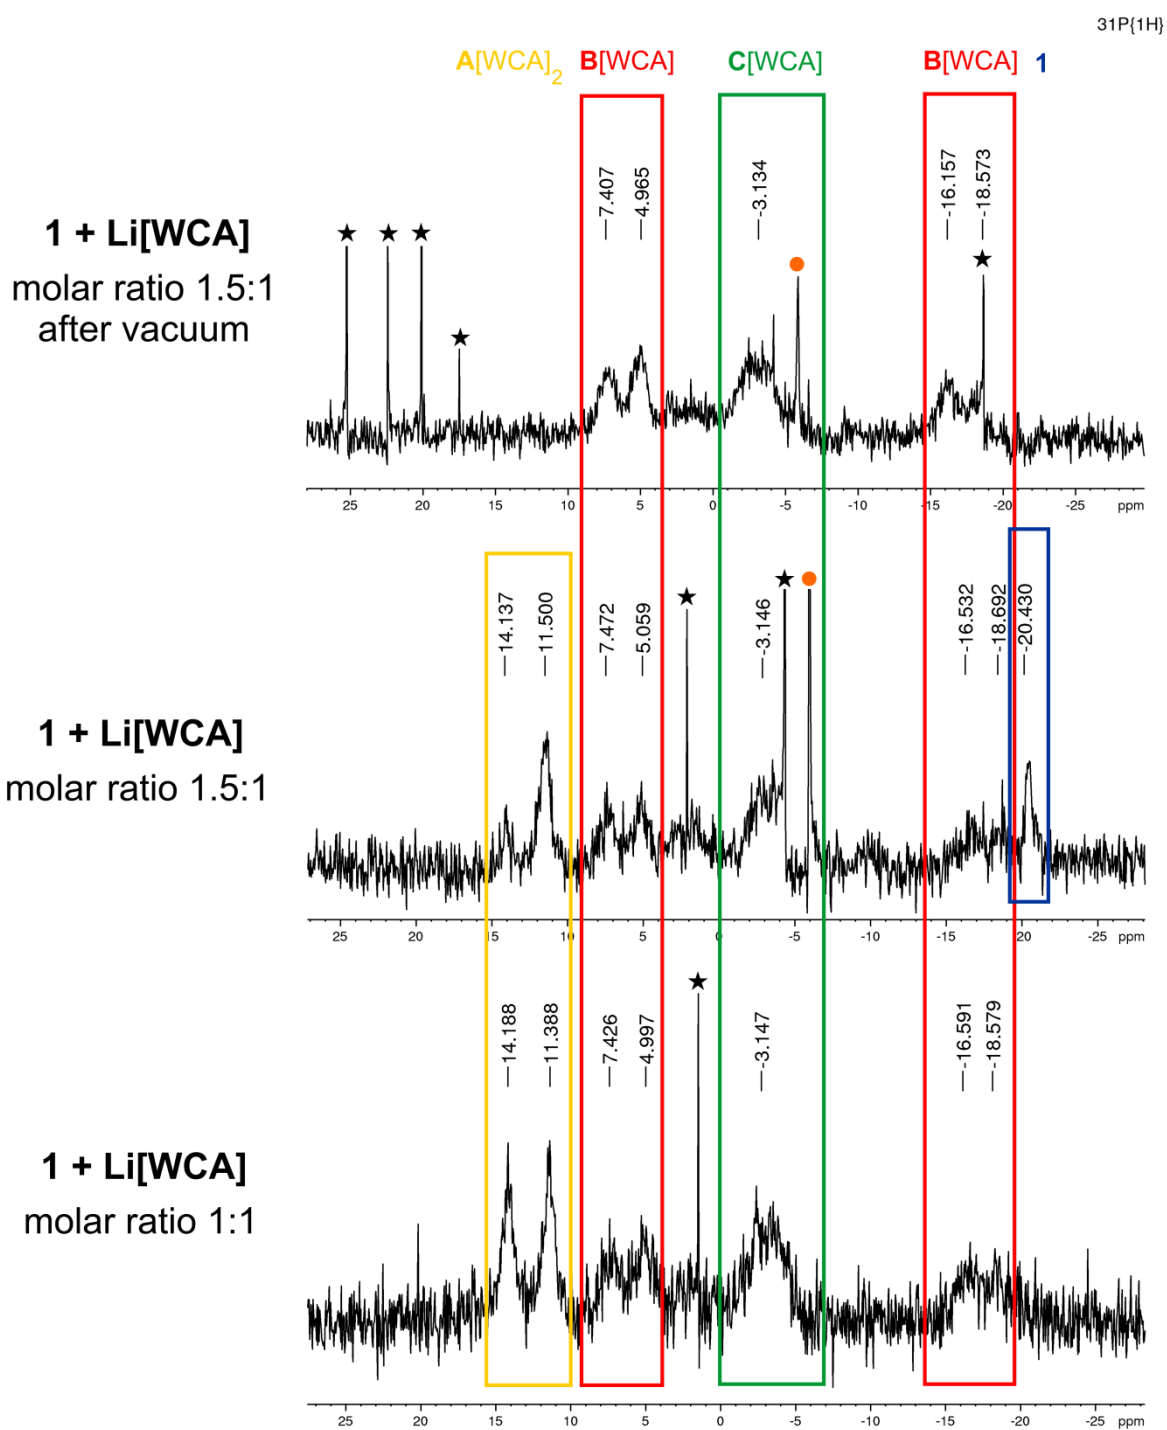 31P{1H}
A[WCA]2 B[WCA] C[WCA] B[WCA] 1
1 + Li[WCA]
molar ratio 1.5:1
after vacuum
7.407 4.965 -3.134 -16.157 -18.573
25 20 15 10 5 0 -5 -10 -15 -20 -25 ppm
1 + Li[WCA]
molar ratio 1.5:1
14.137 11.500 7.472 5.059 -3.146 -16.532 -18.692 -20.430
25 20 15 10 5 0 -5 -10 -15 -20 -25 ppm
1 + Li[WCA]
molar ratio 1:1
14.188 11.388 7.426 4.997 -3.147 -16.591 -18.579
25 20 15 10 5 0 -5 -10 -15 -20 -25 ppm